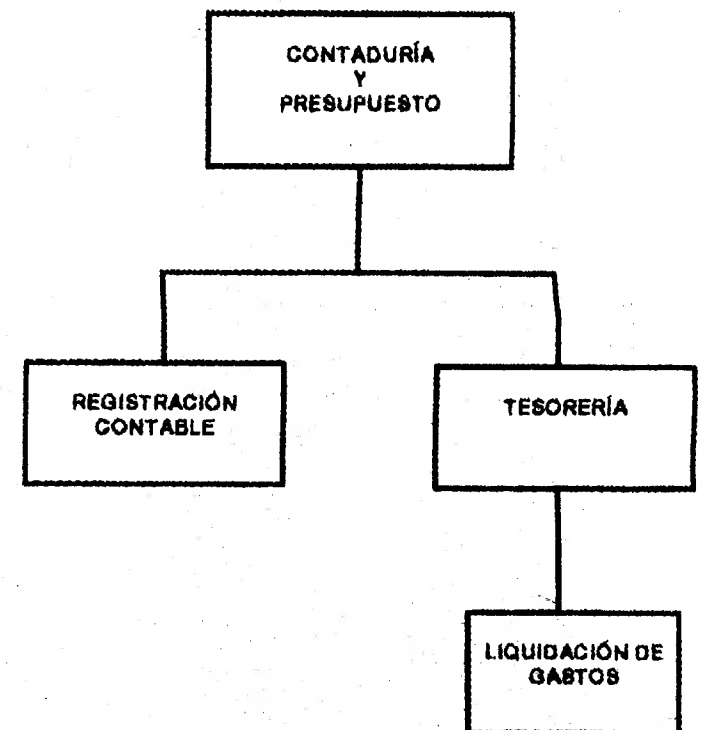 CONTADURÍA
Y
PRESUPUESTO
REGISTRACIÓN
CONTABLE
TESORERÍA
LIQUIDACIÓN DE
GASTOS